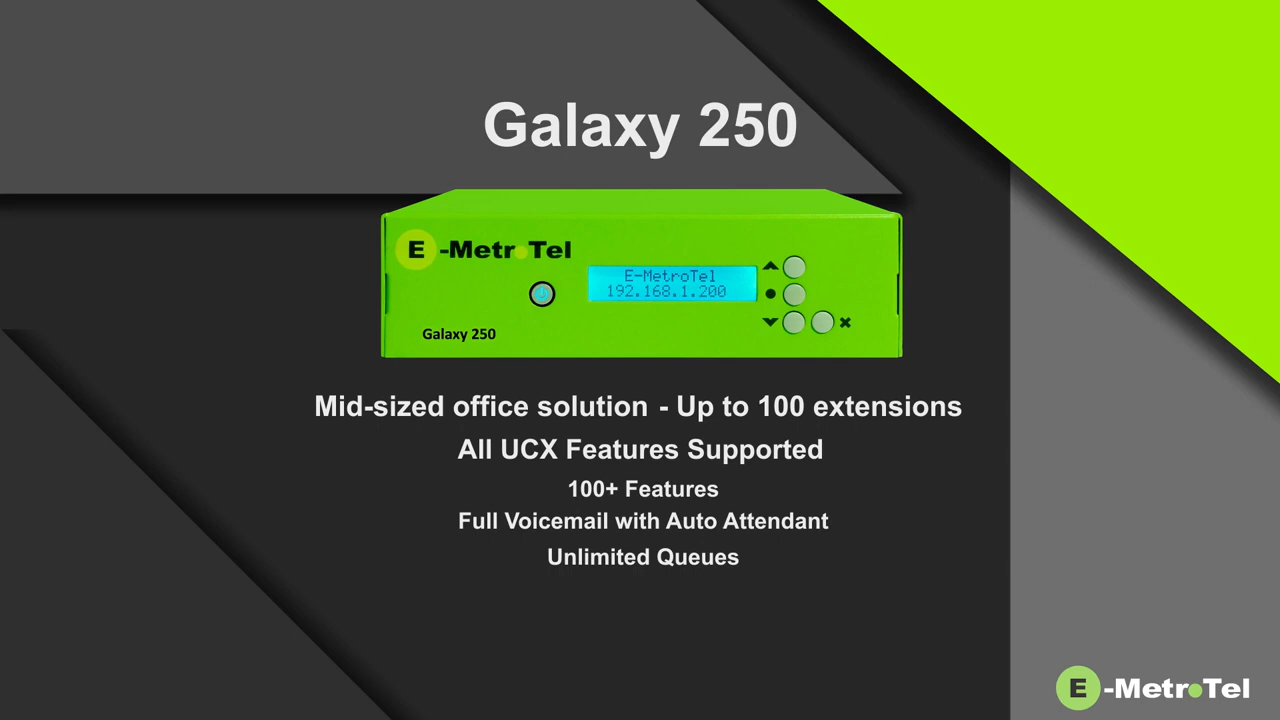 Galaxy 250
E-MetroTel
E-MetroTel
192.168.1.200
Galaxy 250
Mid-sized office solution - Up to 100 extensions
All UCX Features Supported
100+ Features
Full Voicemail with Auto Attendant
Unlimited Queues
E-MetroTel